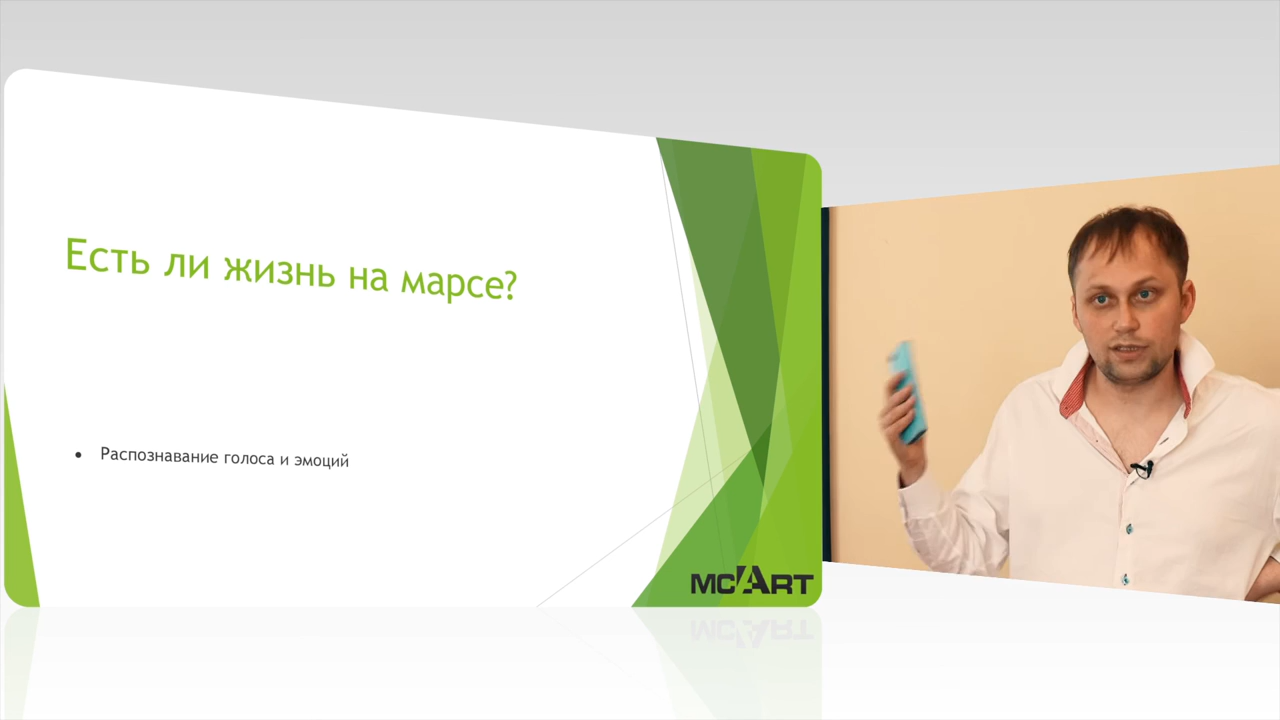 Есть ли жизнь на марсе?
• Распознавание голоса и эмоций
MCART